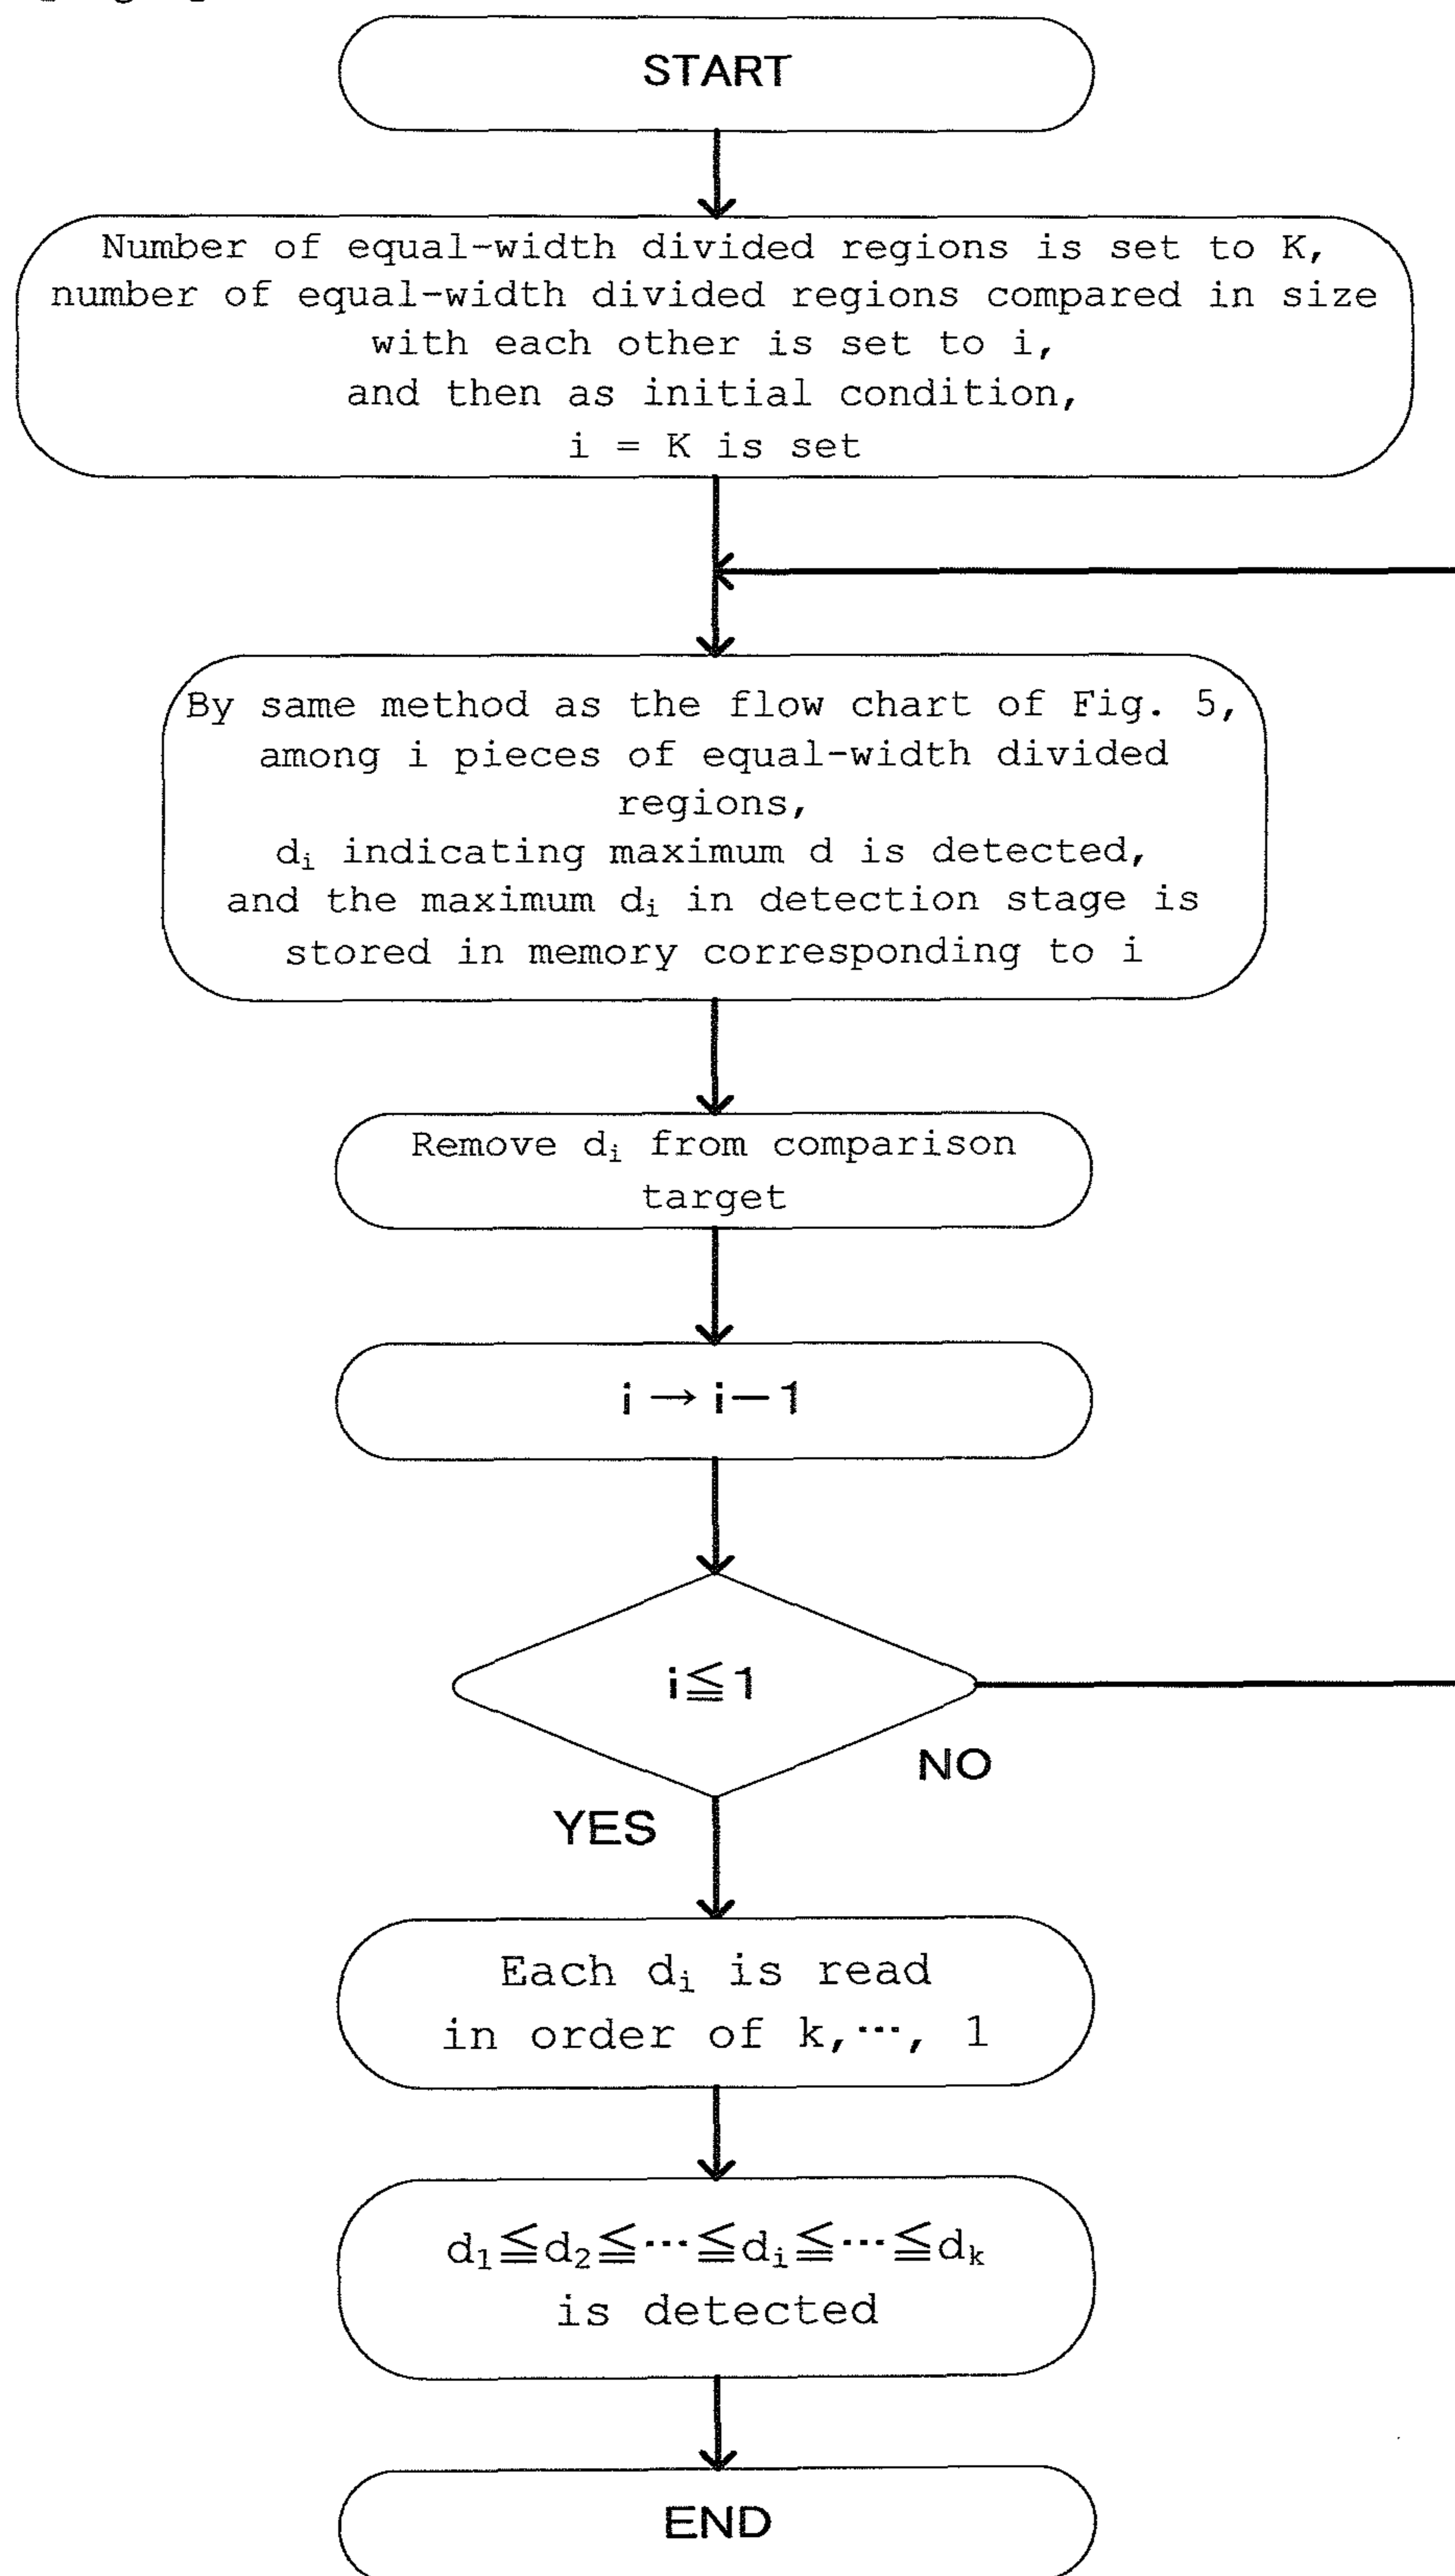 START
Number of equal-width divided regions is set to K,
number of equal-width divided regions compared in size
with each other is set to i,
and then as initial condition,
i = K is set
By same method as the flow chart of Fig. 5,
among i pieces of equal-width divided
regions,
dᵢ indicating maximum d is detected,
and the maximum dᵢ in detection stage is
stored in memory corresponding to i
Remove dᵢ from comparison
target
i → i－1
i≦1
NO
YES
Each dᵢ is read
in order of k,⋯, 1
d₁≦d₂≦⋯≦dᵢ≦⋯≦dₖ
is detected
END